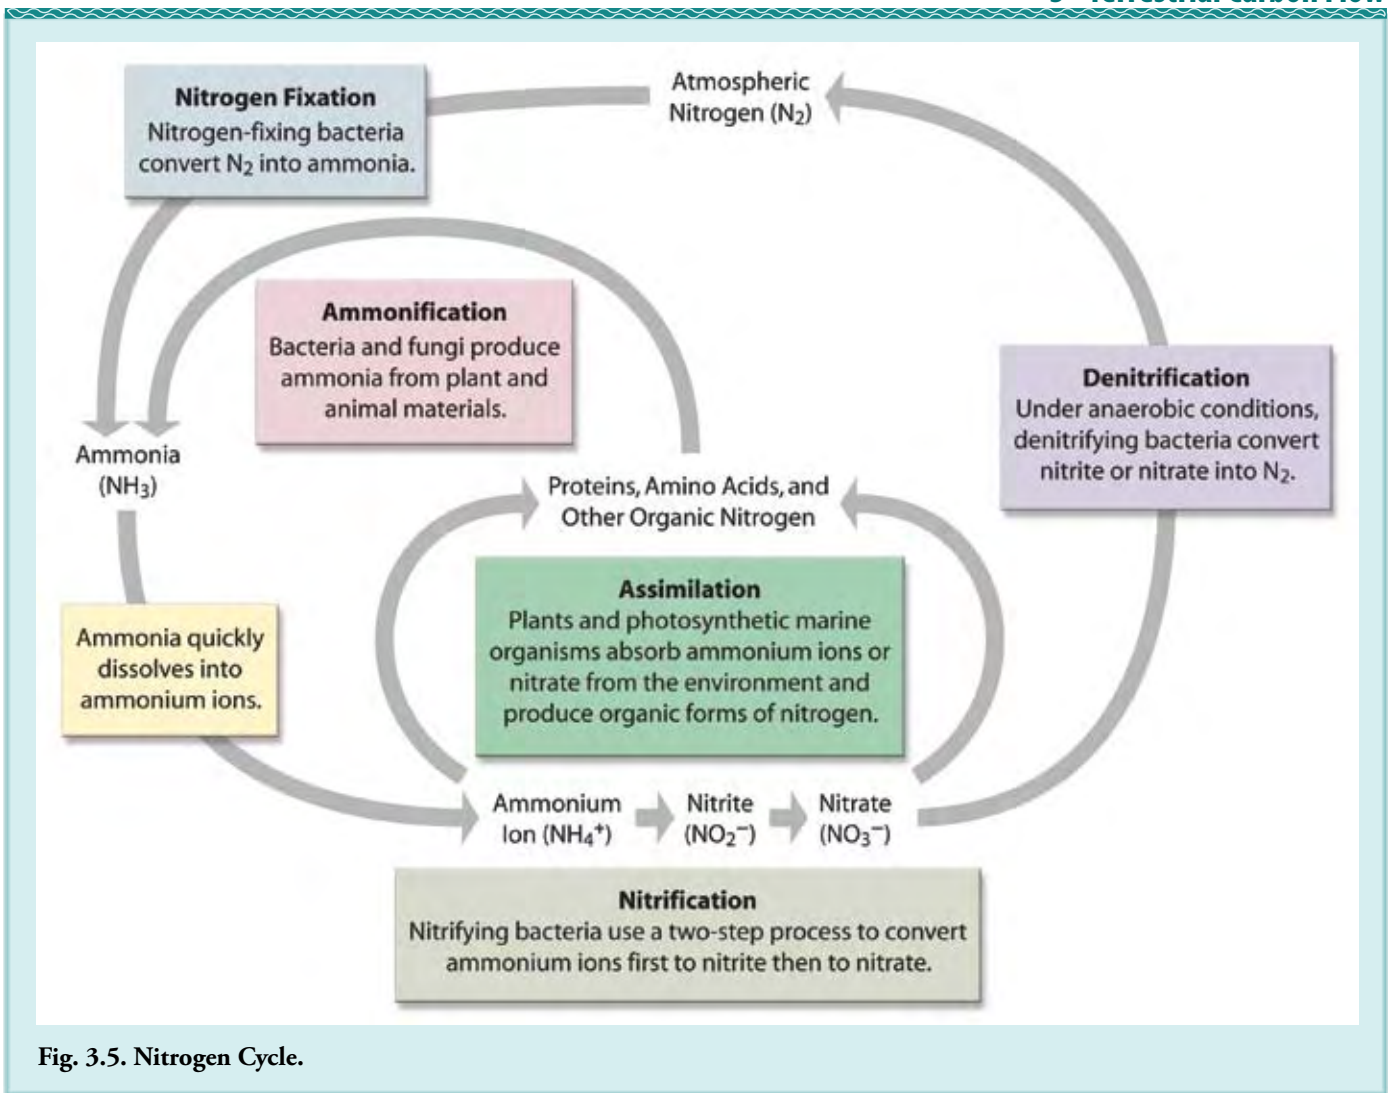 Nitrogen Fixation
Nitrogen-fixing bacteria
convert N₂ into ammonia.
Atmospheric
Nitrogen (N₂)
Ammonification
Bacteria and fungi produce
ammonia from plant and
animal materials.
Denitrification
Under anaerobic conditions,
denitrifying bacteria convert
nitrite or nitrate into N₂.
Ammonia
(NH₃)
Proteins, Amino Acids, and
Other Organic Nitrogen
Assimilation
Plants and photosynthetic marine
organisms absorb ammonium ions or
nitrate from the environment and
produce organic forms of nitrogen.
Ammonia quickly
dissolves into
ammonium ions.
Ammonium
Ion (NH₄⁺)
Nitrite
(NO₂⁻)
Nitrate
(NO₃⁻)
Nitrification
Nitrifying bacteria use a two-step process to convert
ammonium ions first to nitrite then to nitrate.
Fig. 3.5. Nitrogen Cycle.